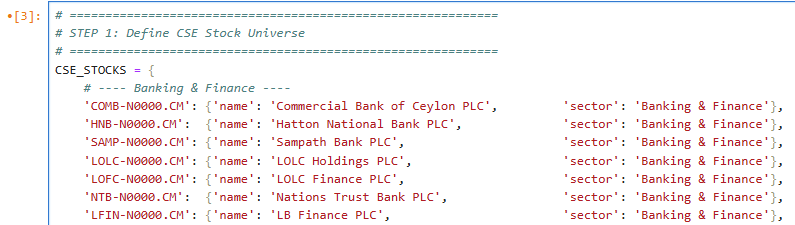 [3]: # ============================================================
# STEP 1: Define CSE Stock Universe
# ============================================================
CSE_STOCKS = {
    # ---- Banking & Finance ----
    'COMB-N0000.CM': {'name': 'Commercial Bank of Ceylon PLC',         'sector': 'Banking & Finance'},
    'HNB-N0000.CM':  {'name': 'Hatton National Bank PLC',              'sector': 'Banking & Finance'},
    'SAMP-N0000.CM': {'name': 'Sampath Bank PLC',                      'sector': 'Banking & Finance'},
    'LOLC-N0000.CM': {'name': 'LOLC Holdings PLC',                     'sector': 'Banking & Finance'},
    'LOFC-N0000.CM': {'name': 'LOLC Finance PLC',                      'sector': 'Banking & Finance'},
    'NTB-N0000.CM':  {'name': 'Nations Trust Bank PLC',                'sector': 'Banking & Finance'},
    'LFIN-N0000.CM': {'name': 'LB Finance PLC',                        'sector': 'Banking & Finance'},